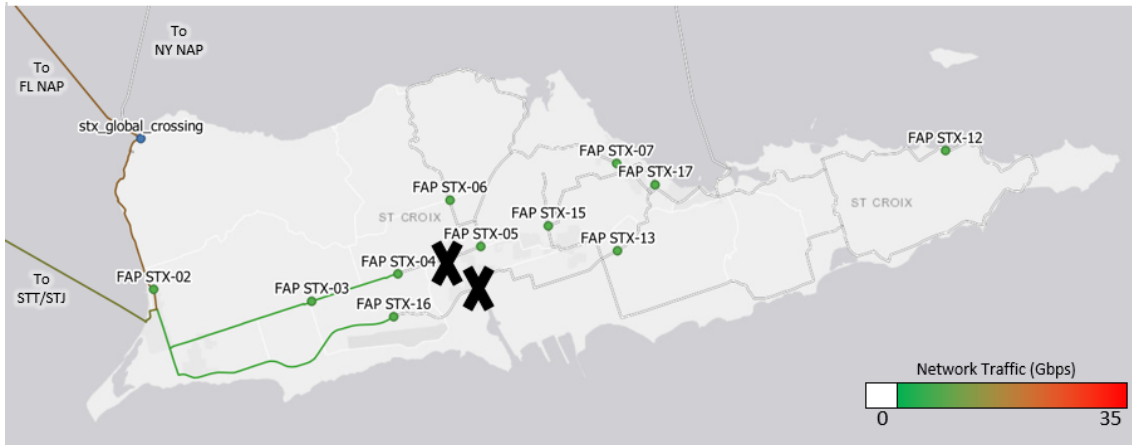 To
NY NAP
To
FL NAP
stx_global_crossing
FAP STX-07
FAP STX-12
FAP STX-17
FAP STX-06
ST CROIX
FAP STX-15
ST CROIX
FAP STX-05
FAP STX-13
FAP STX-04
To
STT/STJ
FAP STX-02
FAP STX-03
FAP STX-16
Network Traffic (Gbps)
0
35